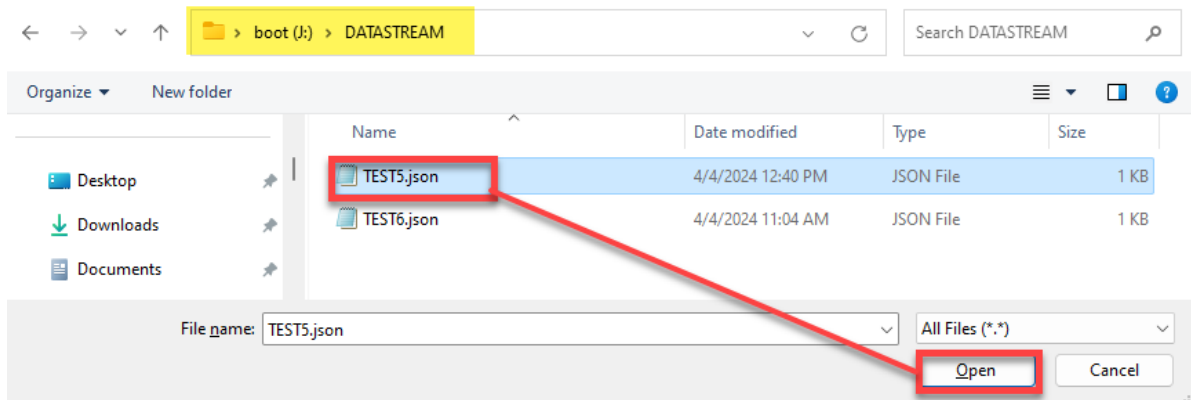 boot (J:) > DATASTREAM
Search DATASTREAM
Organize New folder
Name Date modified Type Size
Desktop
TEST5.json 4/4/2024 12:40 PM JSON File 1 KB
Downloads
TEST6.json 4/4/2024 11:04 AM JSON File 1 KB
Documents
File name: TEST5.json All Files (*.*)
Open Cancel